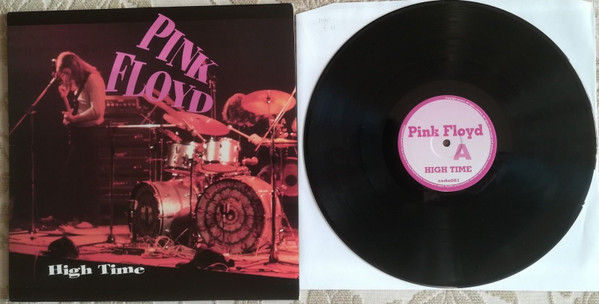 PINK
FLOYD
High Time
Pink Floyd
A
HIGH TIME